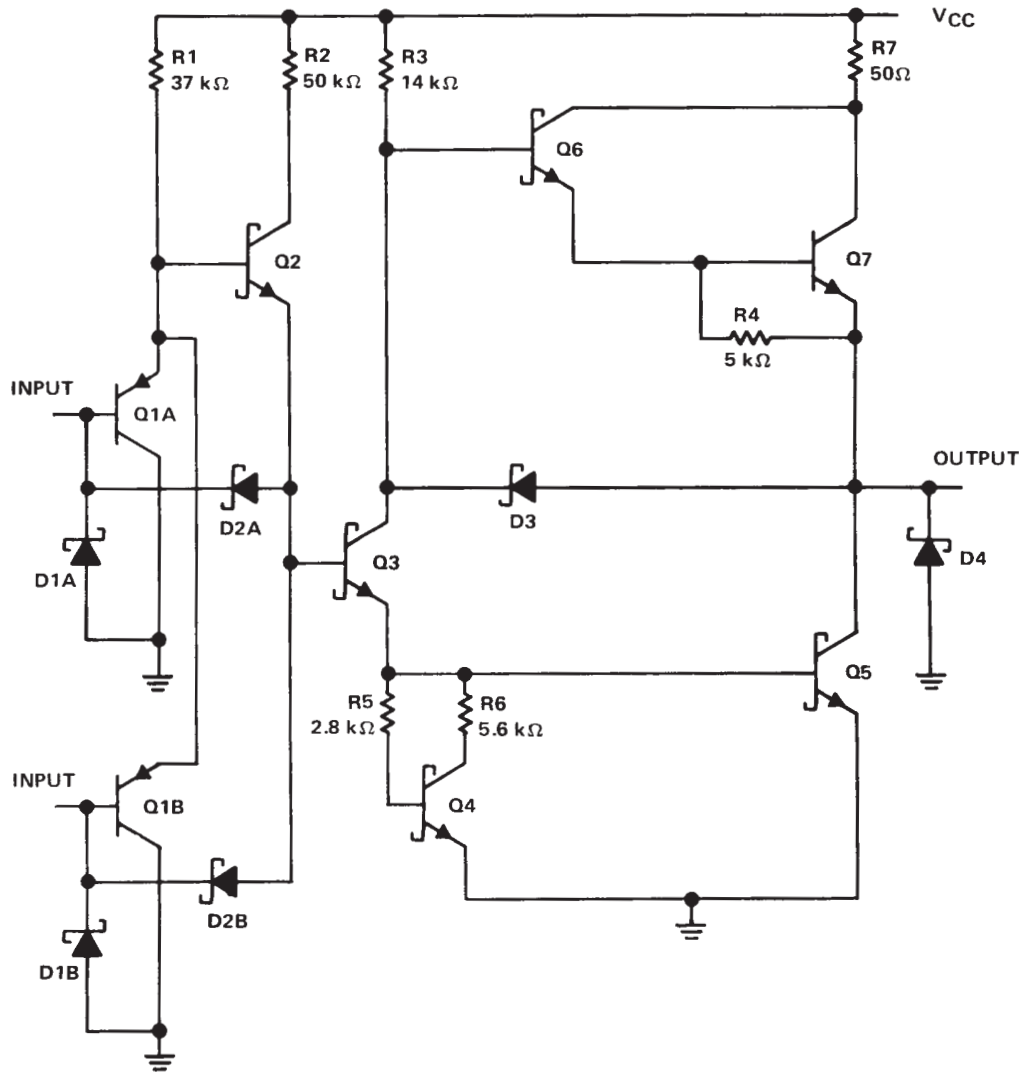 VCC
R1
37 kΩ
R2
50 kΩ
R3
14 kΩ
R7
50Ω
Q6
Q2
Q7
R4
5 kΩ
INPUT
Q1A
OUTPUT
D2A
D3
Q3
D4
D1A
Q5
R5
2.8 kΩ
R6
5.6 kΩ
INPUT
Q1B
Q4
D2B
D1B